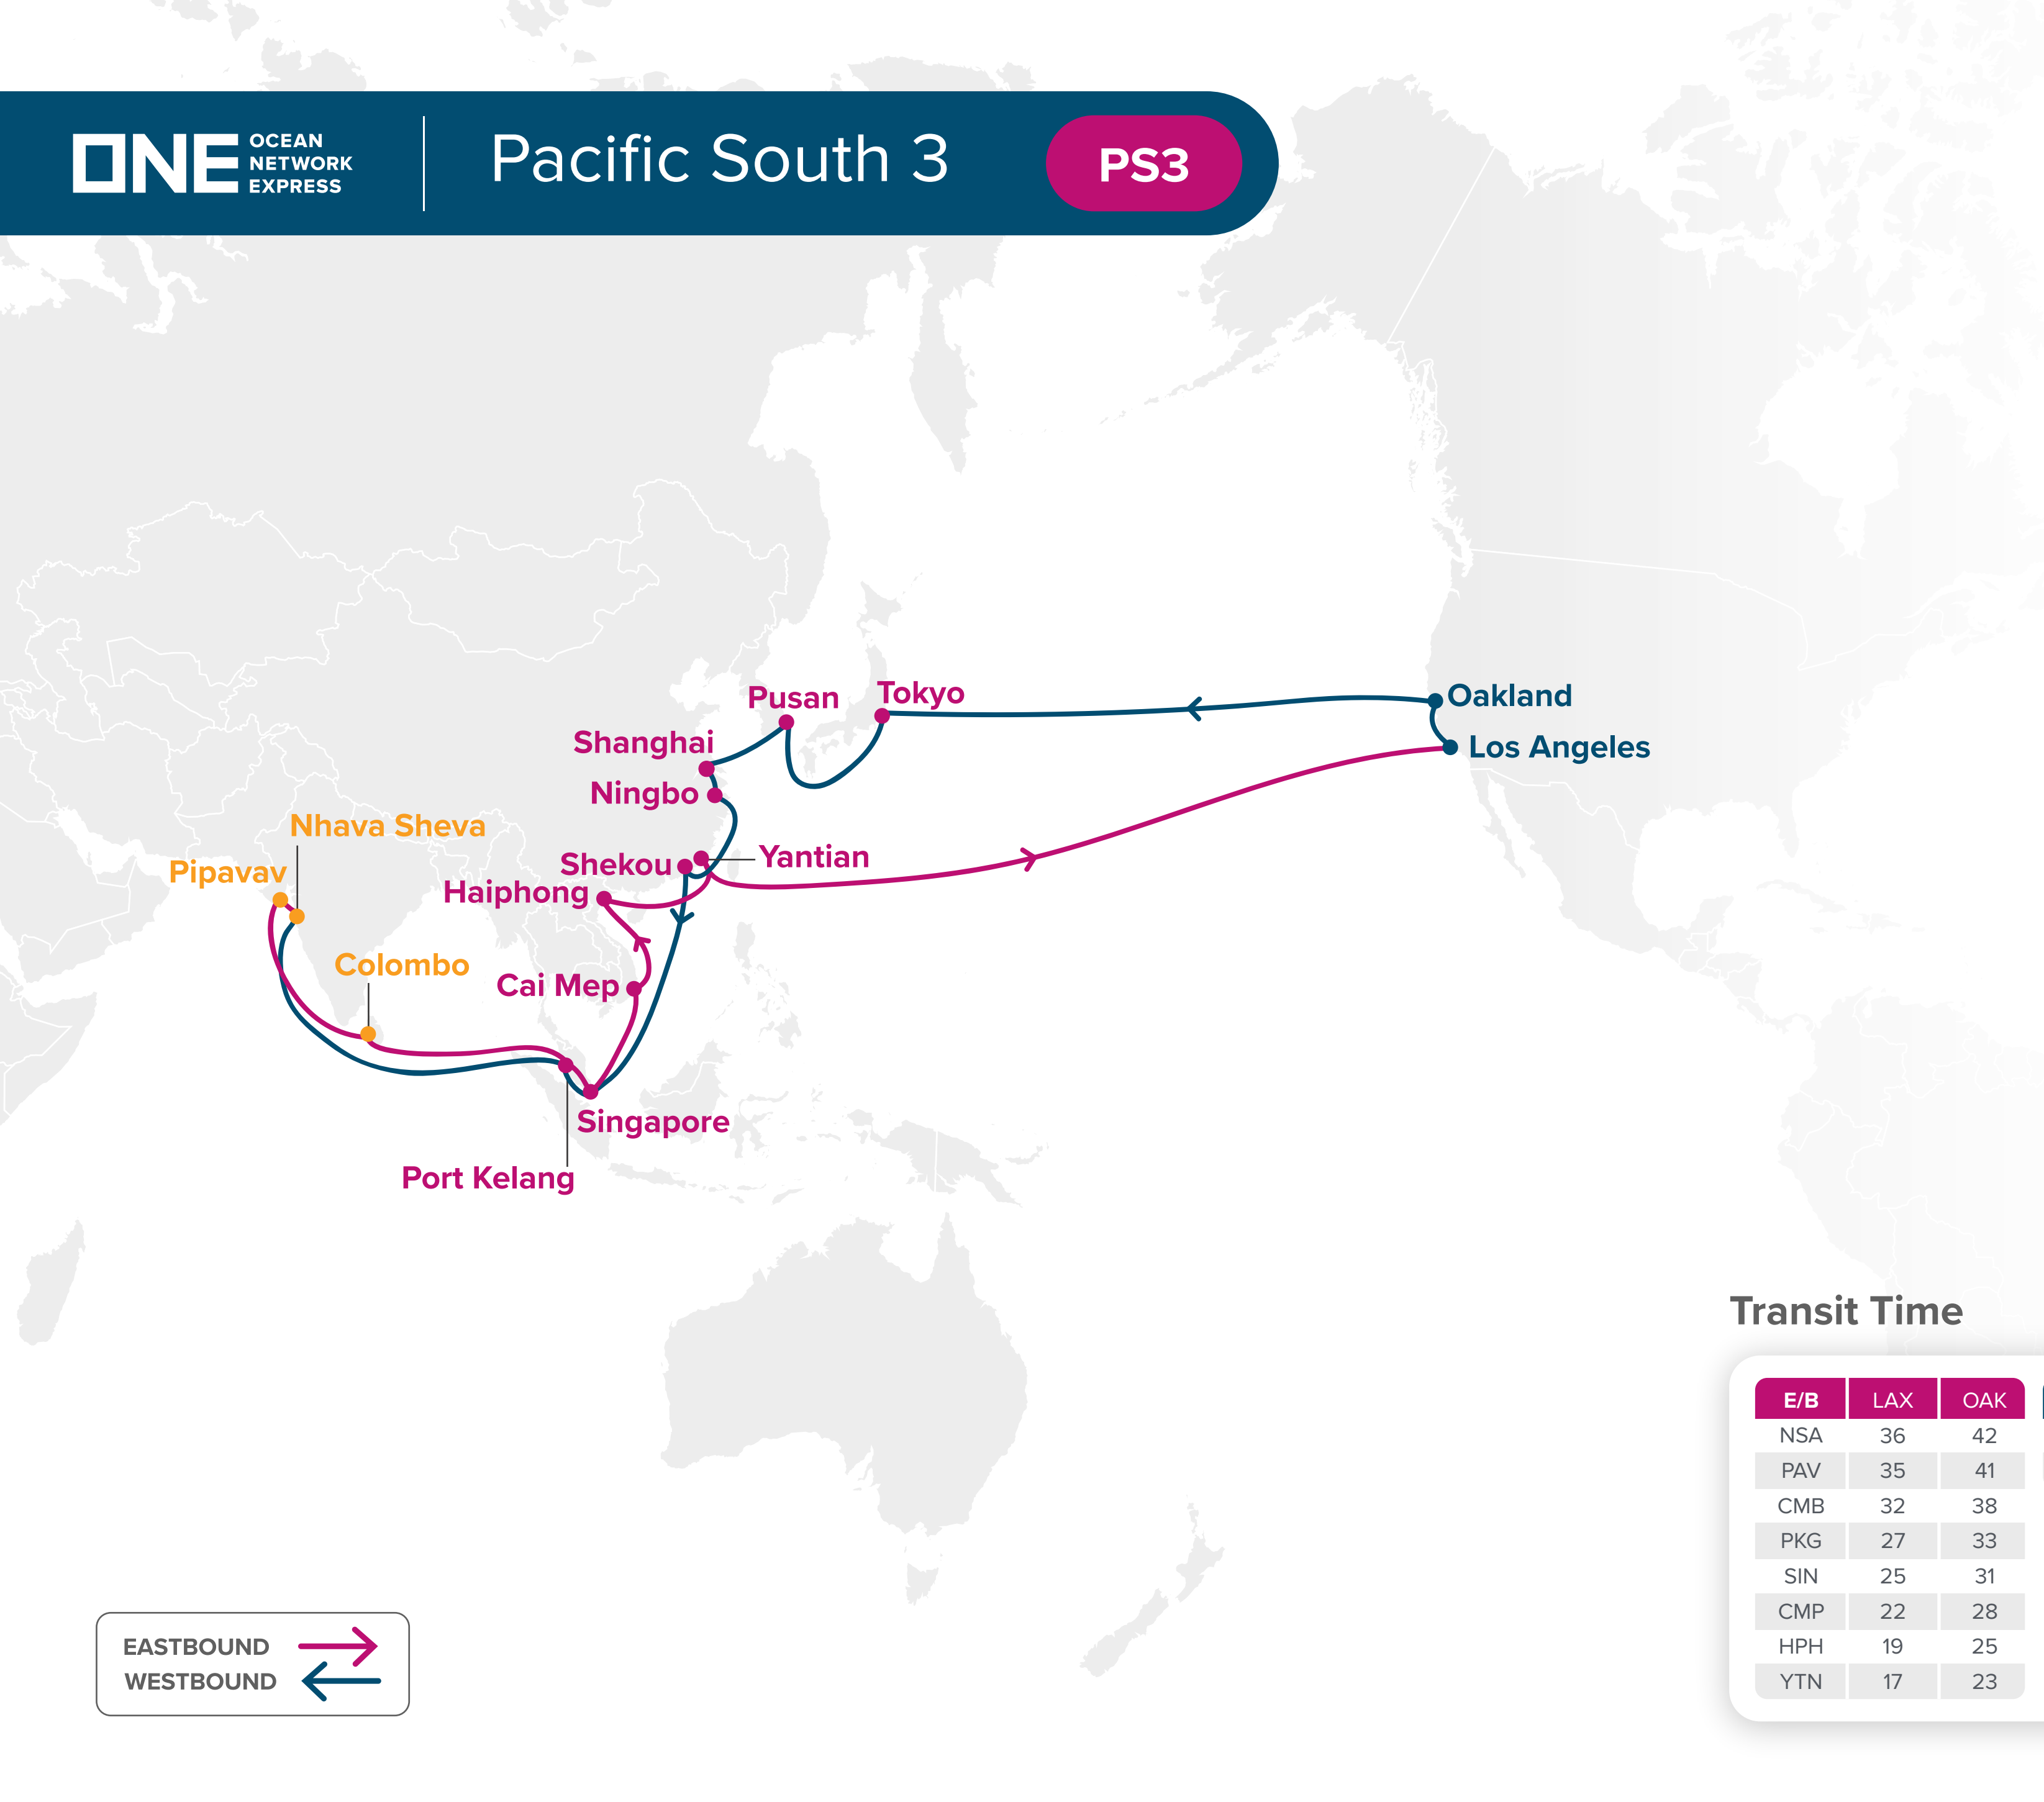 ONE
OCEAN
NETWORK
EXPRESS
Pacific South 3
PS3
Pusan
Tokyo
Oakland
Shanghai
Los Angeles
Ningbo
Nhava Sheva
Shekou
Yantian
Pipavav
Haiphong
Colombo
Cai Mep
Singapore
Port Kelang
Transit Time
E/B LAX OAK
NSA 36 42
PAV 35 41
CMB 32 38
PKG 27 33
SIN 25 31
CMP 22 28
HPH 19 25
YTN 17 23
EASTBOUND
WESTBOUND